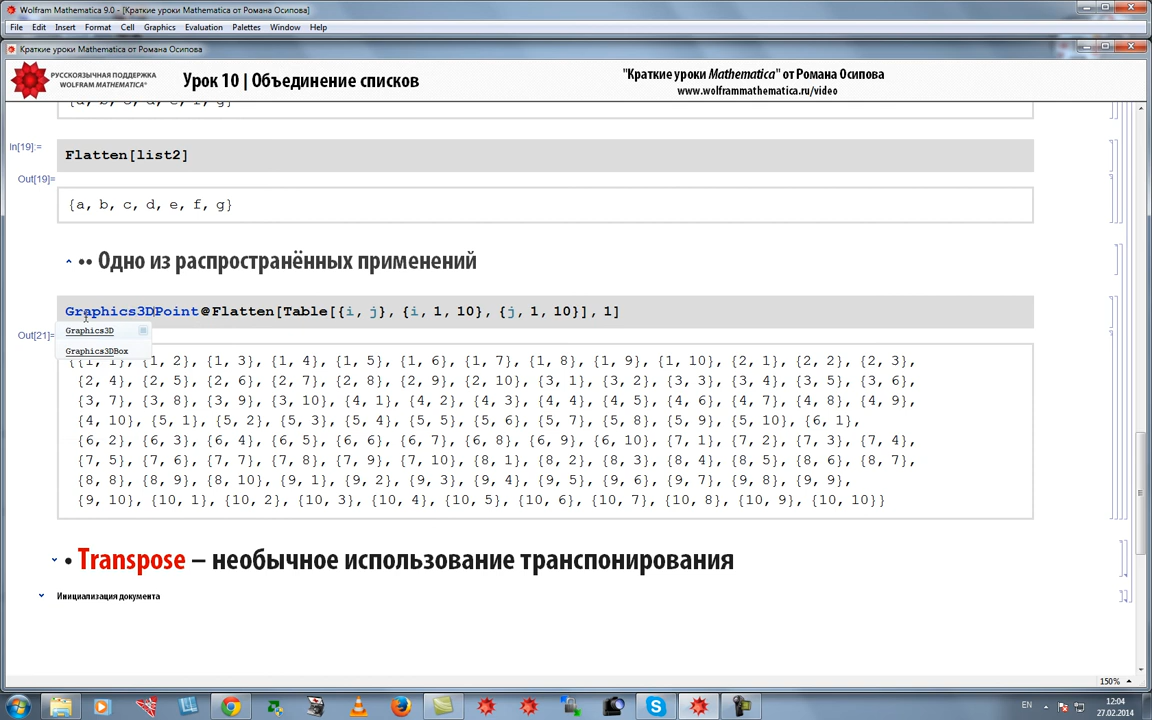 Wolfram Mathematica 9.0 - [Краткие уроки Mathematica от Романа Осипова]
File Edit Insert Format Cell Graphics Evaluation Palettes Window Help
Краткие уроки Mathematica от Романа Осипова
РУССКОЯЗЫЧНАЯ ПОДДЕРЖКА
WOLFRAM MATHEMATICA®
Урок 10 | Объединение списков
"Краткие уроки Mathematica" от Романа Осипова
www.wolframmathematica.ru/video
{a, b, c, d, e, f, g}
In[19]:=
Flatten[list2]
Out[19]=
{a, b, c, d, e, f, g}
•• Одно из распространённых применений
Graphics3DPoint@Flatten[Table[{i, j}, {i, 1, 10}, {j, 1, 10}], 1]
Graphics3D
Out[21]=
Graphics3DBox
{{1, 1}, {1, 2}, {1, 3}, {1, 4}, {1, 5}, {1, 6}, {1, 7}, {1, 8}, {1, 9}, {1, 10}, {2, 1}, {2, 2}, {2, 3},
{2, 4}, {2, 5}, {2, 6}, {2, 7}, {2, 8}, {2, 9}, {2, 10}, {3, 1}, {3, 2}, {3, 3}, {3, 4}, {3, 5}, {3, 6},
{3, 7}, {3, 8}, {3, 9}, {3, 10}, {4, 1}, {4, 2}, {4, 3}, {4, 4}, {4, 5}, {4, 6}, {4, 7}, {4, 8}, {4, 9},
{4, 10}, {5, 1}, {5, 2}, {5, 3}, {5, 4}, {5, 5}, {5, 6}, {5, 7}, {5, 8}, {5, 9}, {5, 10}, {6, 1},
{6, 2}, {6, 3}, {6, 4}, {6, 5}, {6, 6}, {6, 7}, {6, 8}, {6, 9}, {6, 10}, {7, 1}, {7, 2}, {7, 3}, {7, 4},
{7, 5}, {7, 6}, {7, 7}, {7, 8}, {7, 9}, {7, 10}, {8, 1}, {8, 2}, {8, 3}, {8, 4}, {8, 5}, {8, 6}, {8, 7},
{8, 8}, {8, 9}, {8, 10}, {9, 1}, {9, 2}, {9, 3}, {9, 4}, {9, 5}, {9, 6}, {9, 7}, {9, 8}, {9, 9},
{9, 10}, {10, 1}, {10, 2}, {10, 3}, {10, 4}, {10, 5}, {10, 6}, {10, 7}, {10, 8}, {10, 9}, {10, 10}}
• Transpose – необычное использование транспонирования
Инициализация документа
150%
EN
12:04
27.02.2014